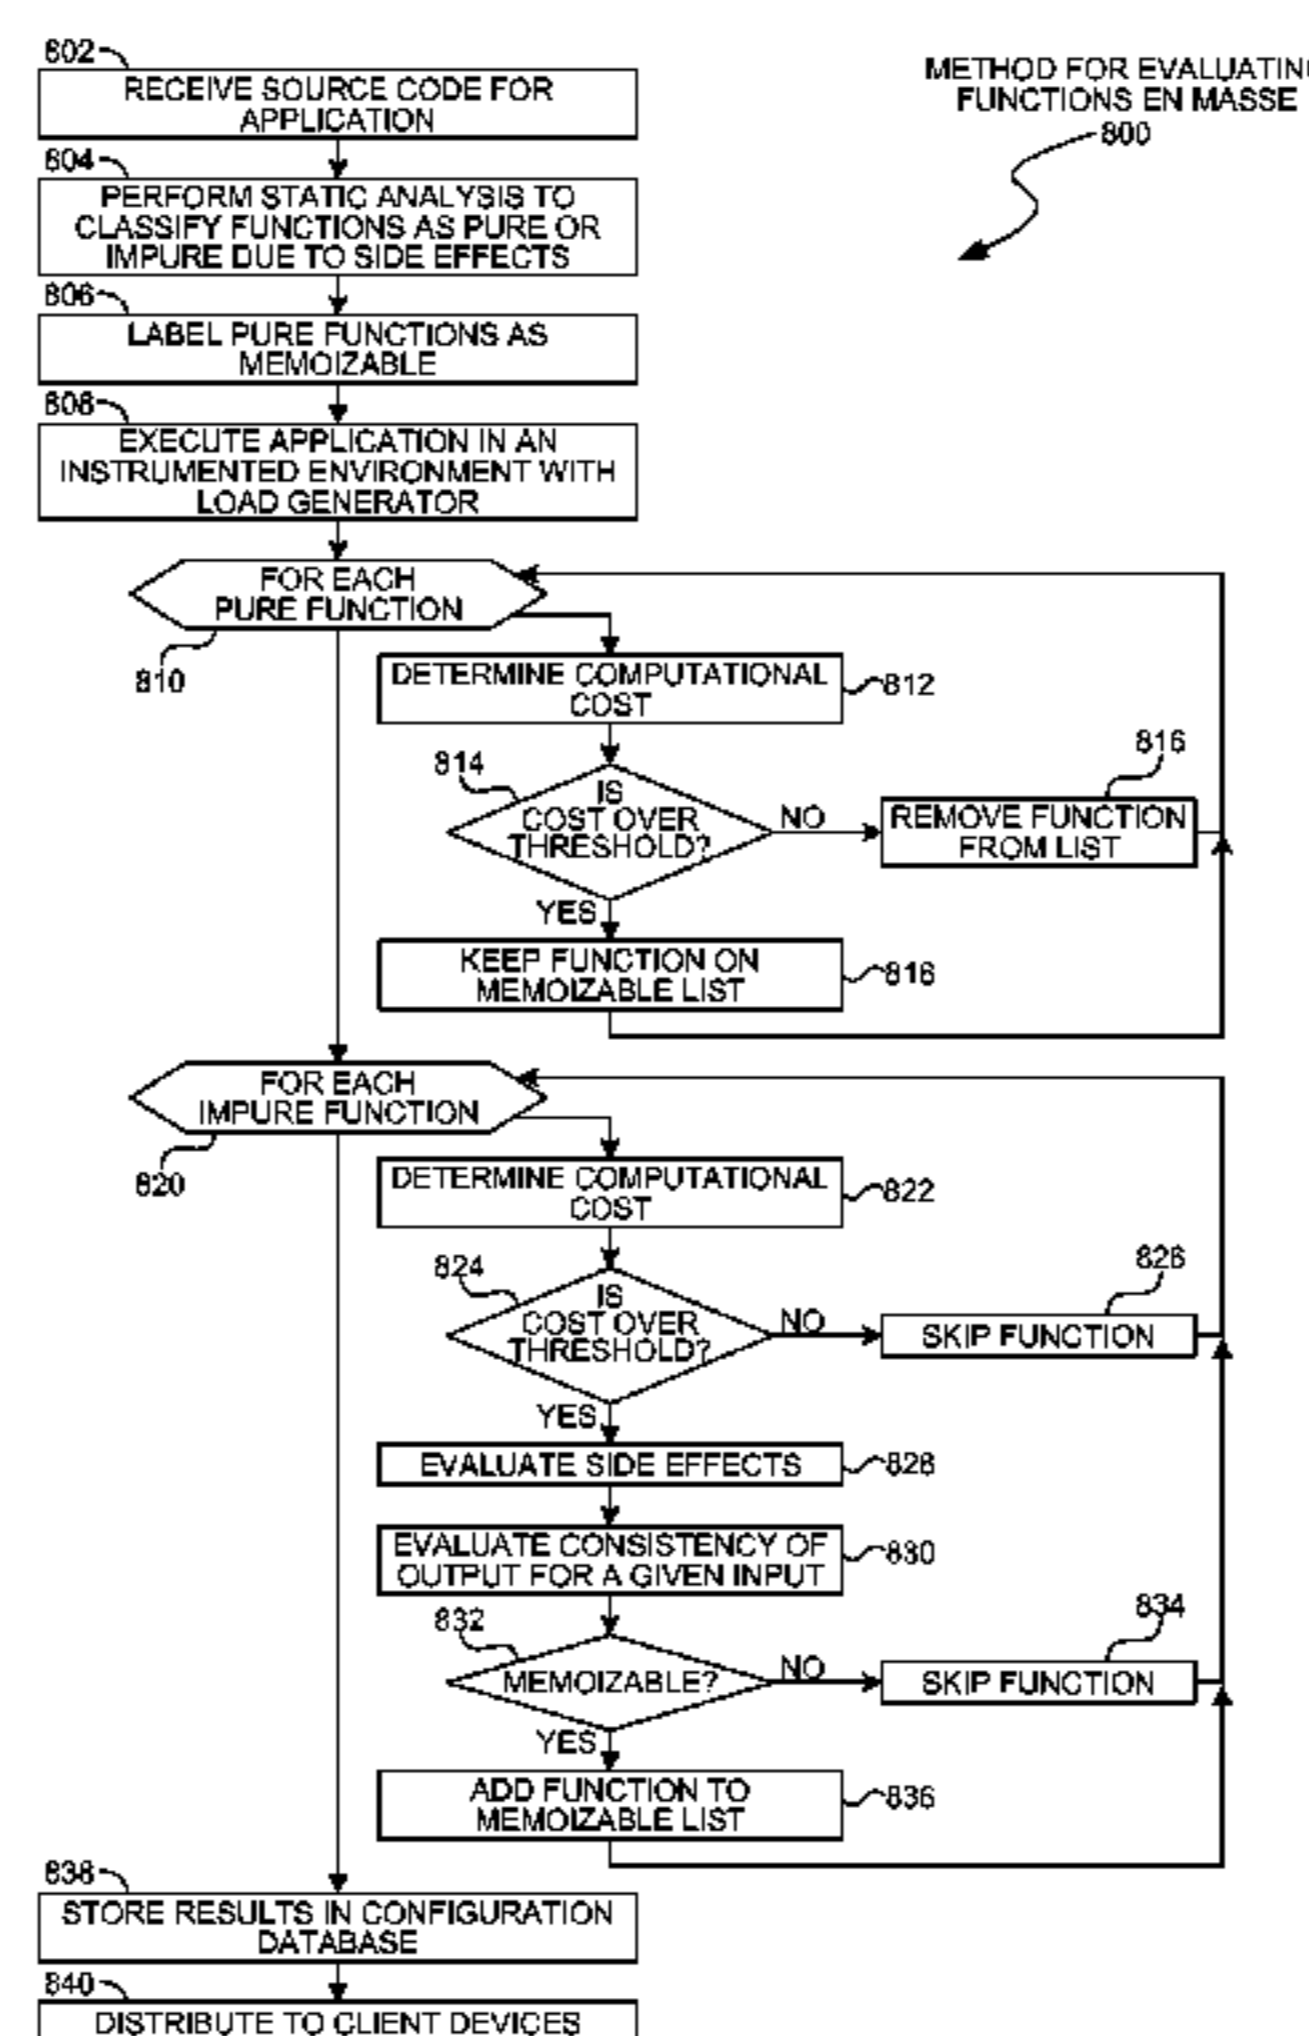 802
RECEIVE SOURCE CODE FOR
APPLICATION
METHOD FOR EVALUATING
FUNCTIONS EN MASSE
800
804
PERFORM STATIC ANALYSIS TO
CLASSIFY FUNCTIONS AS PURE OR
IMPURE DUE TO SIDE EFFECTS
806
LABEL PURE FUNCTIONS AS
MEMOIZABLE
808
EXECUTE APPLICATION IN AN
INSTRUMENTED ENVIRONMENT WITH
LOAD GENERATOR
FOR EACH
PURE FUNCTION
810
DETERMINE COMPUTATIONAL
COST
812
814
IS
COST OVER
THRESHOLD?
NO
816
REMOVE FUNCTION
FROM LIST
YES
KEEP FUNCTION ON
MEMOIZABLE LIST
816
FOR EACH
IMPURE FUNCTION
820
DETERMINE COMPUTATIONAL
COST
822
824
IS
COST OVER
THRESHOLD?
NO
826
SKIP FUNCTION
YES
EVALUATE SIDE EFFECTS
828
EVALUATE CONSISTENCY OF
OUTPUT FOR A GIVEN INPUT
830
832
MEMOIZABLE?
NO
834
SKIP FUNCTION
YES
ADD FUNCTION TO
MEMOIZABLE LIST
836
838
STORE RESULTS IN CONFIGURATION
DATABASE
840
DISTRIBUTE TO CLIENT DEVICES